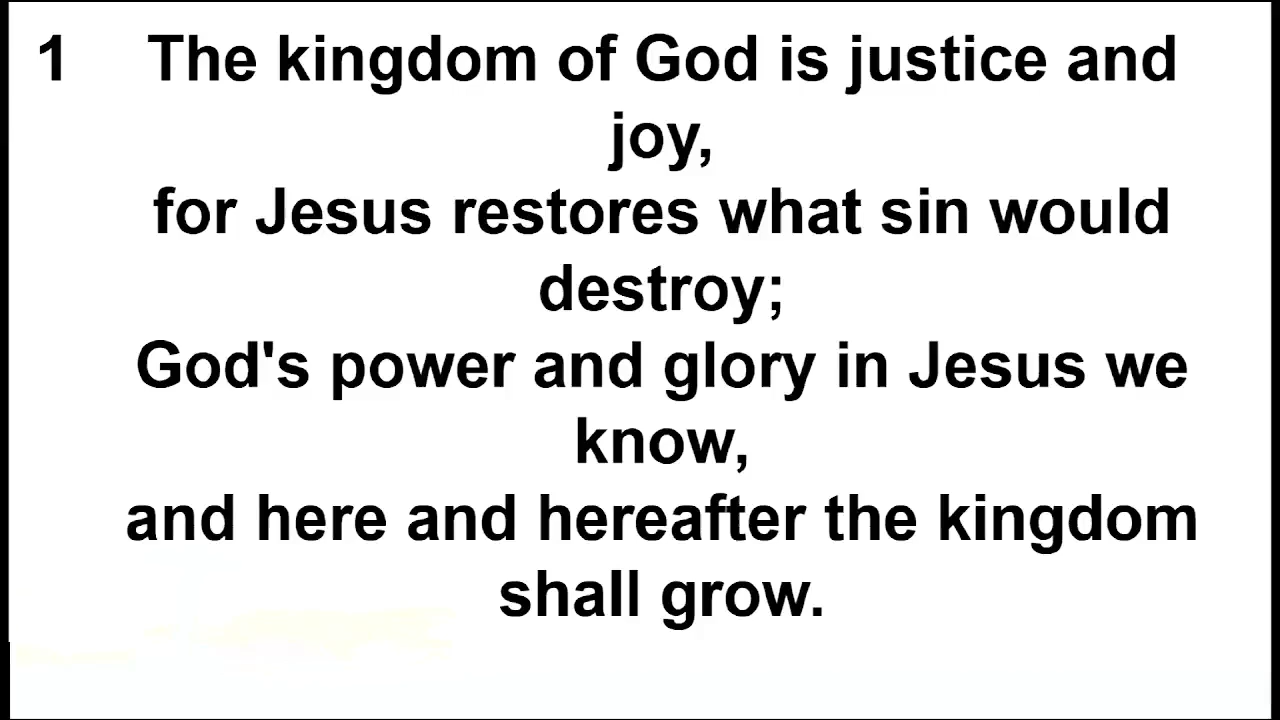 1 The kingdom of God is justice and
joy,
for Jesus restores what sin would
destroy;
God's power and glory in Jesus we
know,
and here and hereafter the kingdom
shall grow.